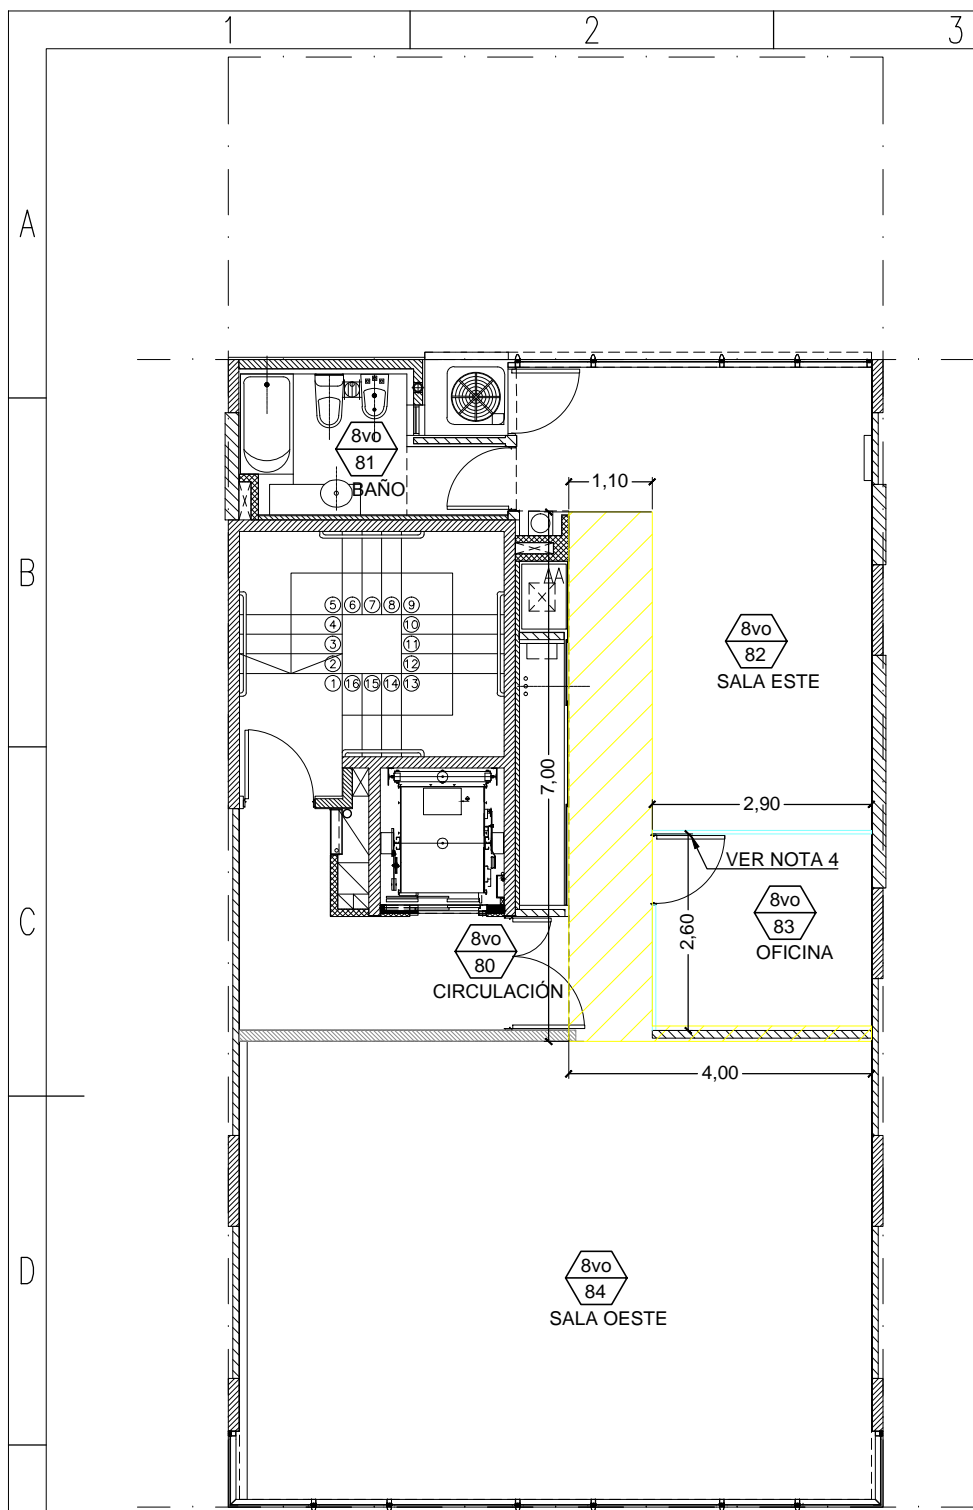 1 2 3
A
8vo
81
BAÑO
1,10
B
AA
5 6 7 8 9
4 10
3 11
2 12
1 16 15 14 13
8vo
82
SALA ESTE
7,00
2,90
VER NOTA 4
C
8vo
83
OFICINA
2,60
8vo
80
CIRCULACIÓN
4,00
D
8vo
84
SALA OESTE